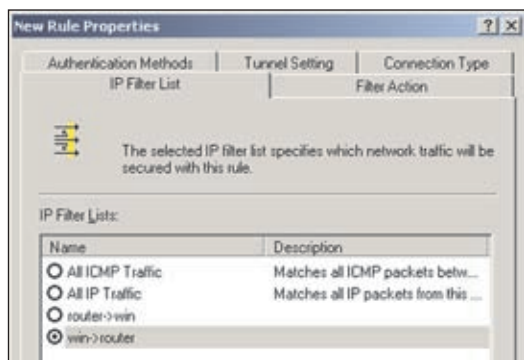 New Rule Properties
Authentication Methods Tunnel Setting Connection Type
IP Filter List Filter Action
The selected IP filter list specifies which network traffic will be
secured with this rule.
IP Filter Lists:
Name Description
All ICMP Traffic Matches all ICMP packets betw...
All IP Traffic Matches all IP packets from this ...
router->win
win->router